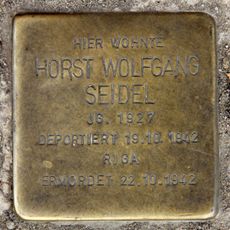 HIER WOHNTE
HORST WOLFGANG
SEIDEL
JG. 1927
DEPORTIERT 19.10.1942
RIGA
ERMORDET 22.10.1942